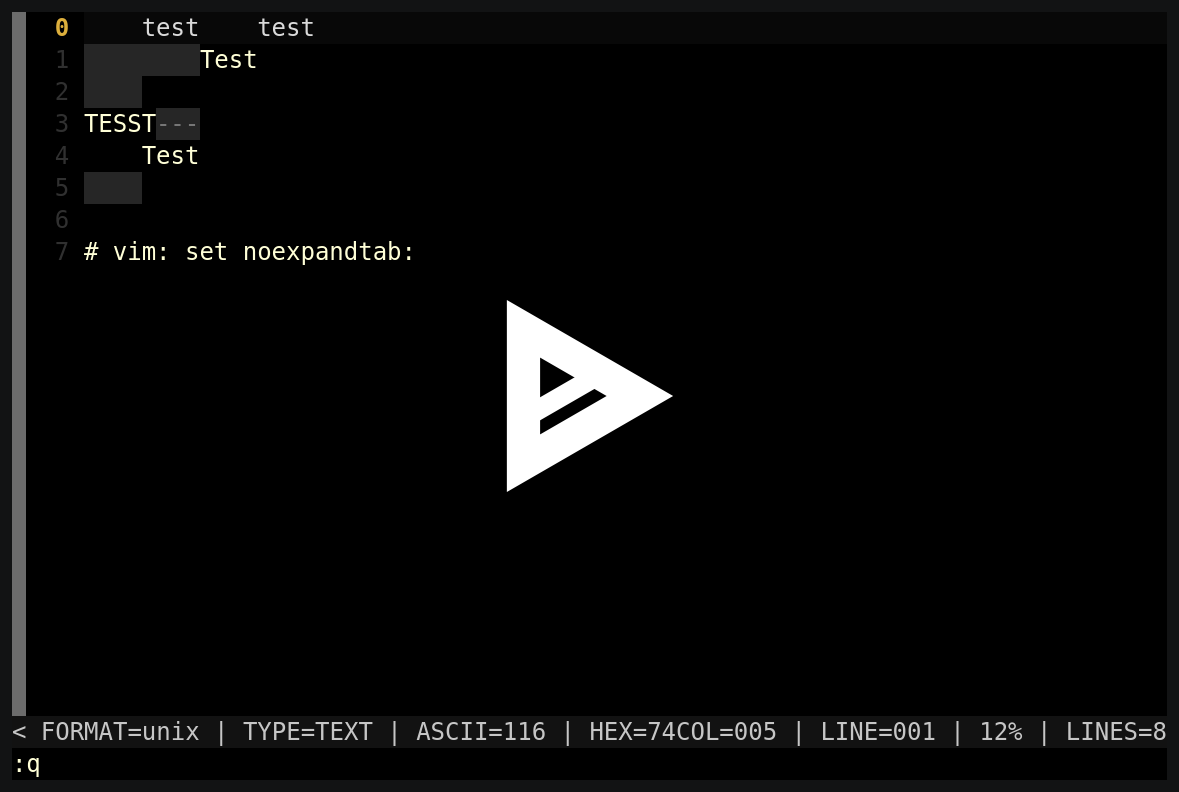 0     test    test
1         Test
2
3 TESST---
4     Test
5
6
7 # vim: set noexpandtab:
< FORMAT=unix | TYPE=TEXT | ASCII=116 | HEX=74COL=005 | LINE=001 | 12% | LINES=8
:q